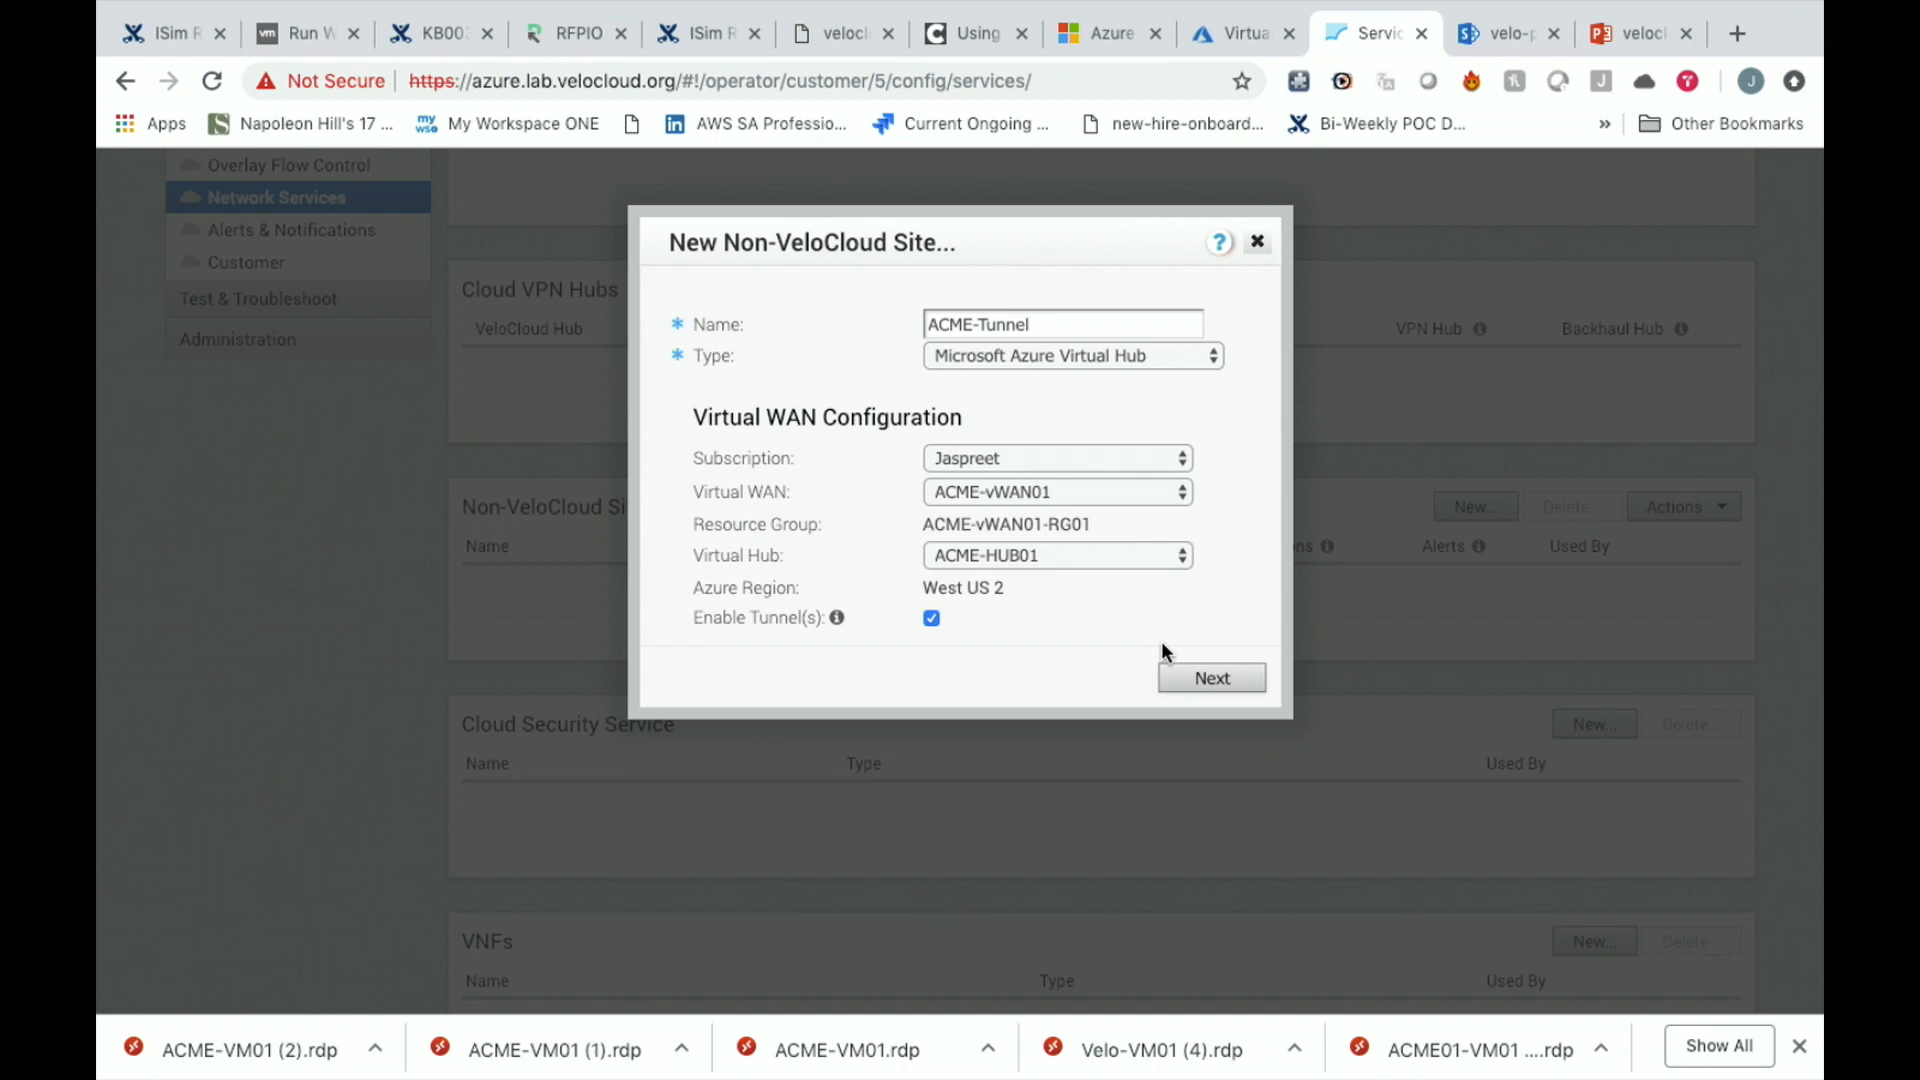 ISim R
Run W
KB00
RFPIO
ISim R
velocl
Using
Azure
Virtua
Servic
velo-p
velocl
Not Secure
https://azure.lab.velocloud.org/#!/operator/customer/5/config/services/
Apps
Napoleon Hill's 17 ...
My Workspace ONE
AWS SA Professio...
Current Ongoing ...
new-hire-onboard...
Bi-Weekly POC D...
»
Other Bookmarks
Overlay Flow Control
Network Services
Alerts & Notifications
Customer
Test & Troubleshoot
Administration
Cloud VPN Hubs
VeloCloud Hub
VPN Hub
Backhaul Hub
Non-VeloCloud Si
New...
Delete...
Actions
Name
ns
Alerts
Used By
New Non-VeloCloud Site...
* Name: ACME-Tunnel
* Type: Microsoft Azure Virtual Hub
Virtual WAN Configuration
Subscription: Jaspreet
Virtual WAN: ACME-vWAN01
Resource Group: ACME-vWAN01-RG01
Virtual Hub: ACME-HUB01
Azure Region: West US 2
Enable Tunnel(s):
Next
Cloud Security Service
New...
Delete...
Name
Type
Used By
VNFs
New...
Delete...
Name
Type
Used By
ACME-VM01 (2).rdp
ACME-VM01 (1).rdp
ACME-VM01.rdp
Velo-VM01 (4).rdp
ACME01-VM01 ....rdp
Show All